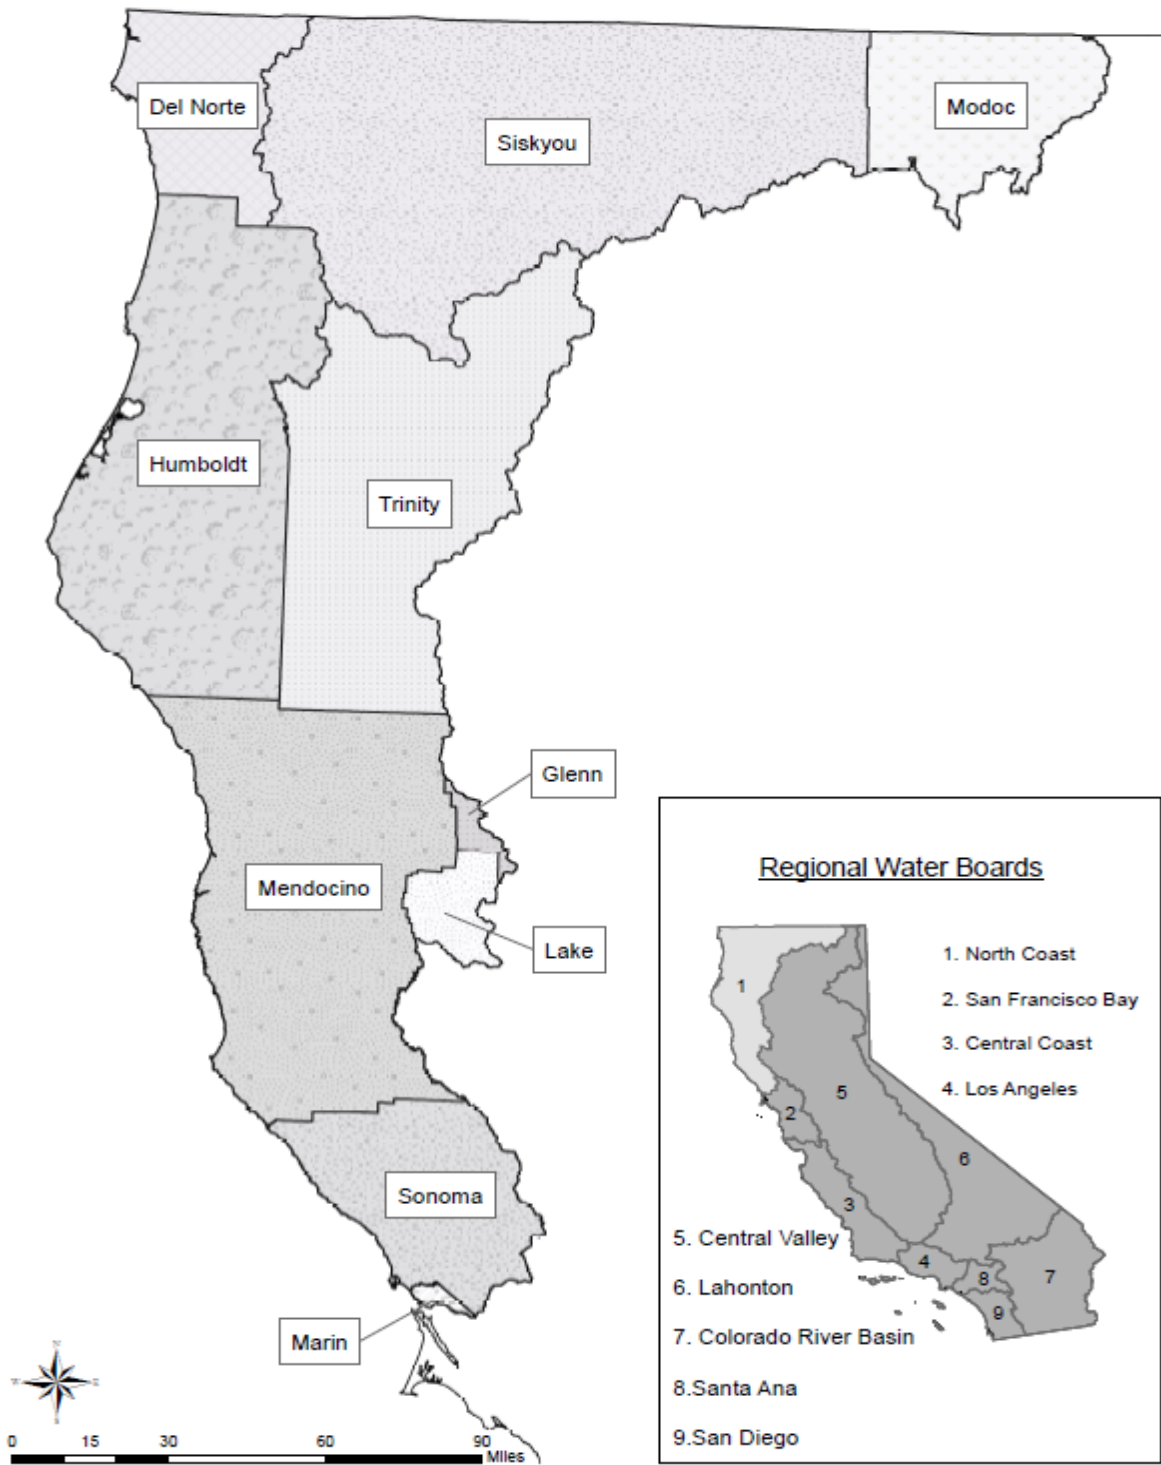 Del Norte
Siskyou
Modoc
Humboldt
Trinity
Glenn
Mendocino
Lake
Sonoma
Marin
N
W
E
S
0 15 30 60 90
Miles
Regional Water Boards
1. North Coast
2. San Francisco Bay
3. Central Coast
4. Los Angeles
5. Central Valley
6. Lahonton
7. Colorado River Basin
8.Santa Ana
9.San Diego
1
2
3
4
5
6
7
8
9